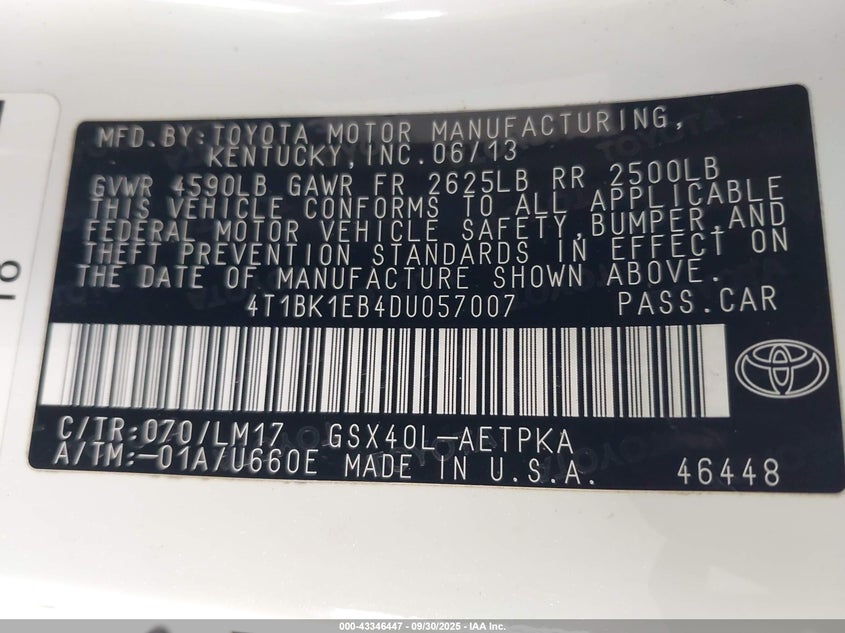 MFD.BY:TOYOTA MOTOR MANUFACTURING,
KENTUCKY,INC.06/13
GVWR 4590LB GAWR FR 2625LB RR 2500LB
THIS VEHICLE CONFORMS TO ALL APPLICABLE
FEDERAL MOTOR VEHICLE SAFETY,BUMPER,AND
THEFT PREVENTION STANDARDS IN EFFECT ON
THE DATE OF MANUFACTURE SHOWN ABOVE.
4T1BK1EB4DU057007 PASS.CAR
C/TR:070/LM17 GSX40L-AETPKA
A/TM:-01A/U660E MADE IN U.S.A. 46448
10
000-43346447 - 09/30/2025 - IAA Inc.